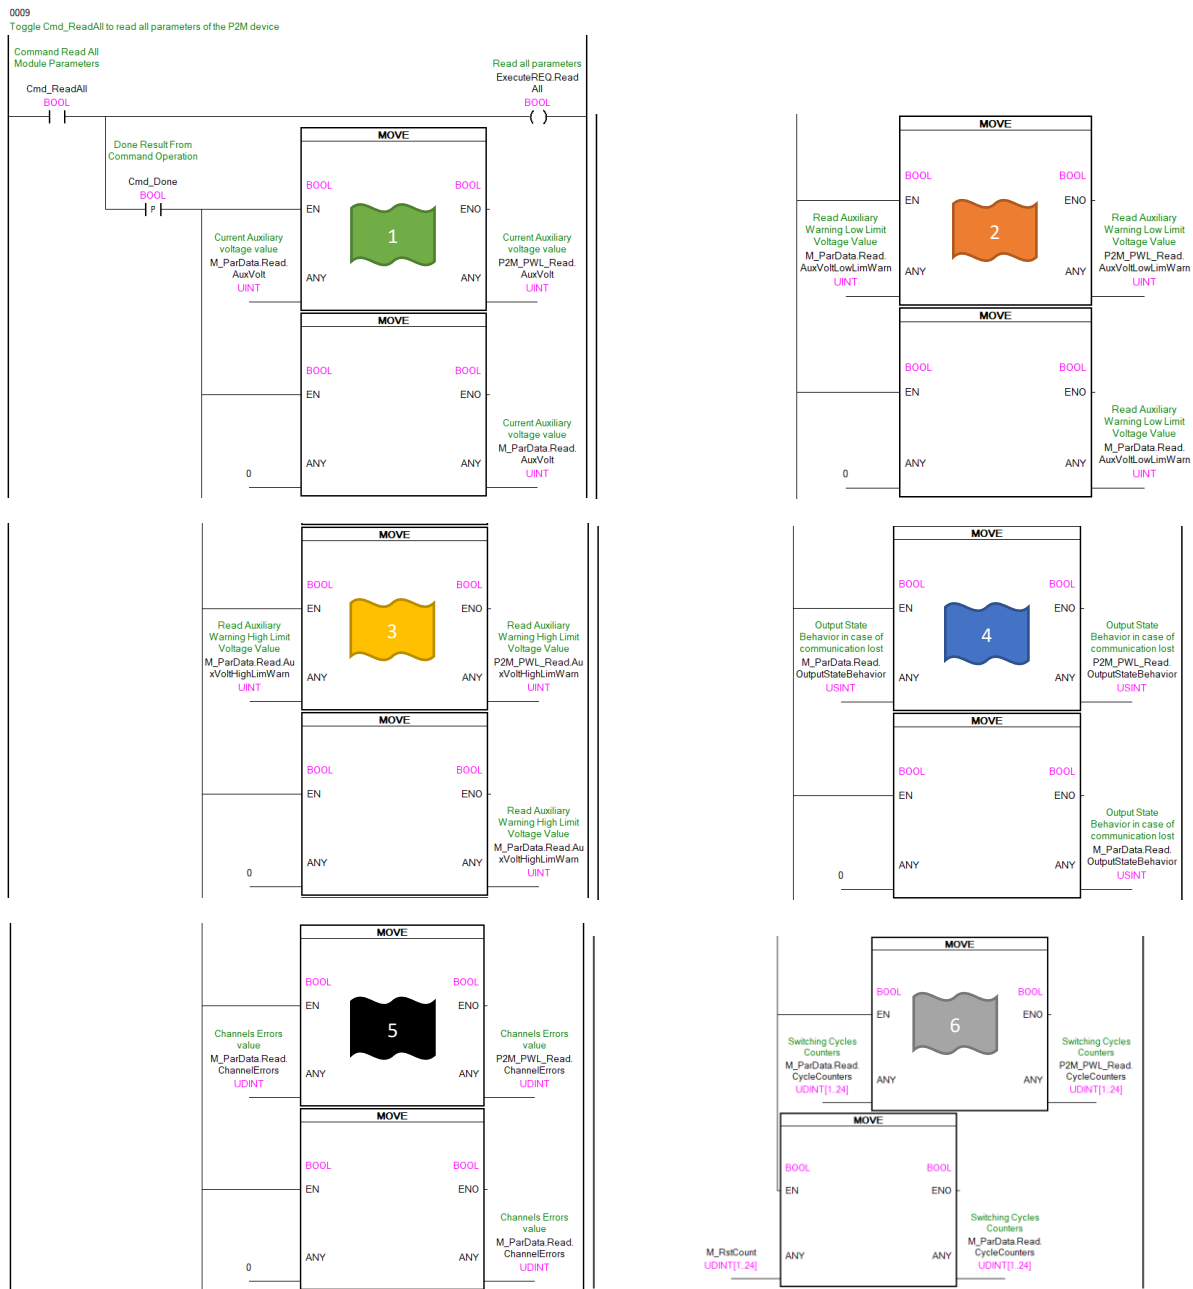 0009
Toggle Cmd_ReadAll to read all parameters of the P2M device
Command Read All
Module Parameters
Cmd_ReadAll
BOOL
Read all parameters
ExecuteREQ.Read
All
BOOL
Done Result From
Command Operation
Cmd_Done
BOOL
P
MOVE
BOOL
BOOL
EN
ENO
1
Current Auxiliary
voltage value
M_ParData.Read.
AuxVolt
UINT
ANY
ANY
Current Auxiliary
voltage value
P2M_PWL_Read.
AuxVolt
UINT
MOVE
BOOL
BOOL
EN
ENO
0
ANY
ANY
Current Auxiliary
voltage value
M_ParData.Read.
AuxVolt
UINT
MOVE
BOOL
BOOL
EN
ENO
2
Read Auxiliary
Warning Low Limit
Voltage Value
M_ParData.Read.
AuxVoltLowLimWarn
UINT
ANY
ANY
Read Auxiliary
Warning Low Limit
Voltage Value
P2M_PWL_Read.
AuxVoltLowLimWarn
UINT
MOVE
BOOL
BOOL
EN
ENO
0
ANY
ANY
Read Auxiliary
Warning Low Limit
Voltage Value
M_ParData.Read.
AuxVoltLowLimWarn
UINT
MOVE
BOOL
BOOL
EN
ENO
3
Read Auxiliary
Warning High Limit
Voltage Value
M_ParData.Read.Au
xVoltHighLimWarn
UINT
ANY
ANY
Read Auxiliary
Warning High Limit
Voltage Value
P2M_PWL_Read.Au
xVoltHighLimWarn
UINT
MOVE
BOOL
BOOL
EN
ENO
0
ANY
ANY
Read Auxiliary
Warning High Limit
Voltage Value
M_ParData.Read.Au
xVoltHighLimWarn
UINT
MOVE
BOOL
BOOL
EN
ENO
4
Output State
Behavior in case of
communication lost
M_ParData.Read.
OutputStateBehavior
USINT
ANY
ANY
Output State
Behavior in case of
communication lost
P2M_PWL_Read.
OutputStateBehavior
USINT
MOVE
BOOL
BOOL
EN
ENO
0
ANY
ANY
Output State
Behavior in case of
communication lost
M_ParData.Read.
OutputStateBehavior
USINT
MOVE
BOOL
BOOL
EN
ENO
5
Channels Errors
value
M_ParData.Read.
ChannelErrors
UDINT
ANY
ANY
Channels Errors
value
P2M_PWL_Read.
ChannelErrors
UDINT
MOVE
BOOL
BOOL
EN
ENO
0
ANY
ANY
Channels Errors
value
M_ParData.Read.
ChannelErrors
UDINT
MOVE
BOOL
BOOL
EN
ENO
6
Switching Cycles
Counters
M_ParData.Read.
CycleCounters
UDINT[1..24]
ANY
ANY
Switching Cycles
Counters
P2M_PWL_Read.
CycleCounters
UDINT[1..24]
MOVE
BOOL
BOOL
EN
ENO
M_RstCount
UDINT[1..24]
ANY
ANY
Switching Cycles
Counters
M_ParData.Read.
CycleCounters
UDINT[1..24]